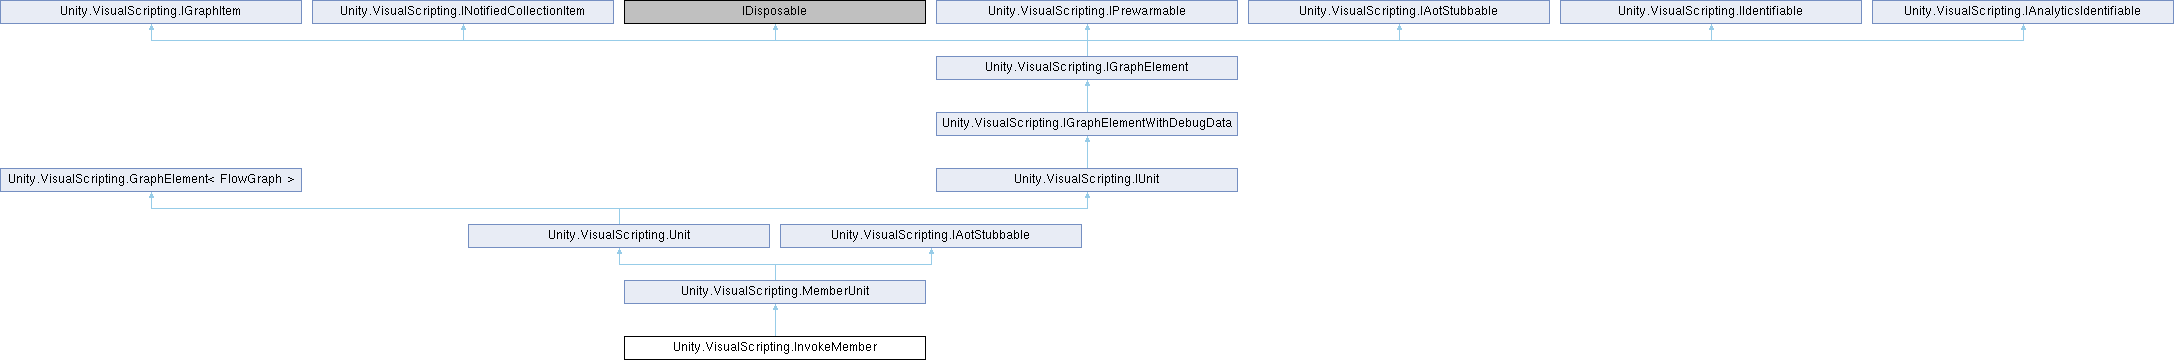 Unity.VisualScripting.IGraphItem
Unity.VisualScripting.INotifiedCollectionItem
IDisposable
Unity.VisualScripting.IPrewarmable
Unity.VisualScripting.IAotStubbable
Unity.VisualScripting.IIdentifiable
Unity.VisualScripting.IAnalyticsIdentifiable
Unity.VisualScripting.IGraphElement
Unity.VisualScripting.IGraphElementWithDebugData
Unity.VisualScripting.GraphElement< FlowGraph >
Unity.VisualScripting.IUnit
Unity.VisualScripting.Unit
Unity.VisualScripting.IAotStubbable
Unity.VisualScripting.MemberUnit
Unity.VisualScripting.InvokeMember